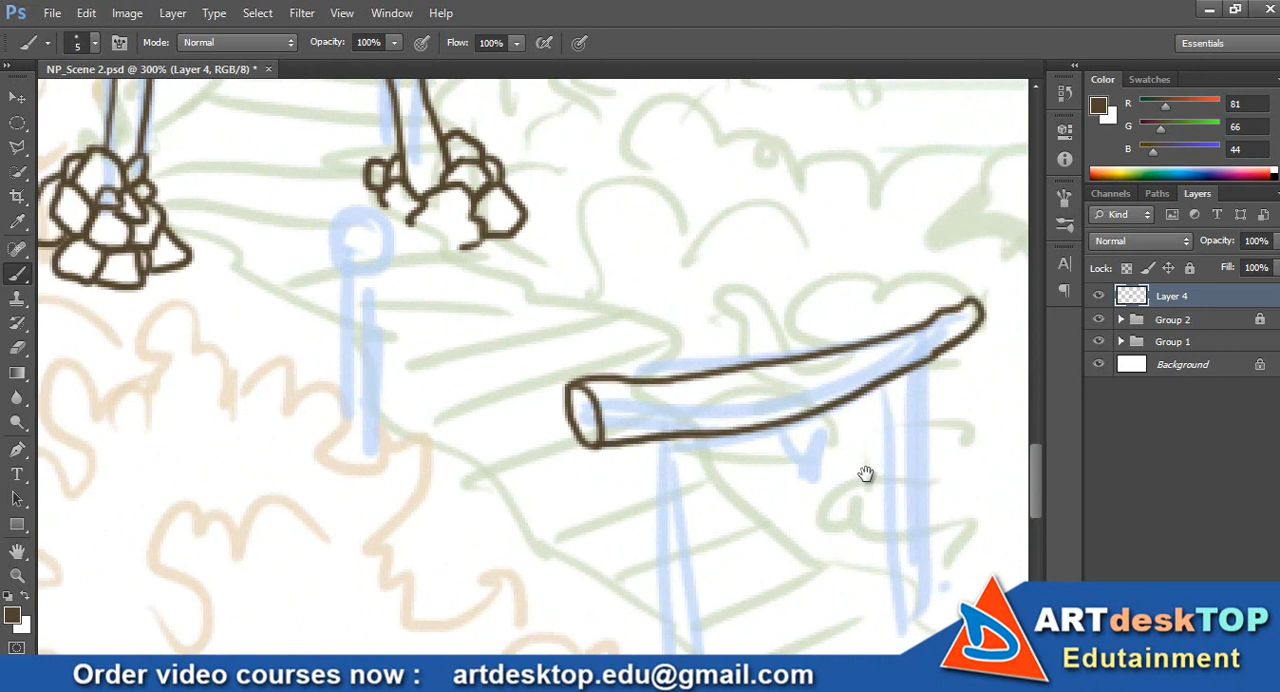 Ps File Edit Image Layer Type Select Filter View Window Help
5 Mode: Normal Opacity: 100% Flow: 100% Essentials
NP_Scene 2.psd @ 300% (Layer 4, RGB/8) * ×
Color Swatches
R 81
G 66
B 44
Channels Paths Layers
Kind
Normal Opacity: 100%
Lock: Fill: 100%
Layer 4
Group 2
Group 1
Background
ARTdeskTOP
Edutainment
Order video courses now : artdesktop.edu@gmail.com